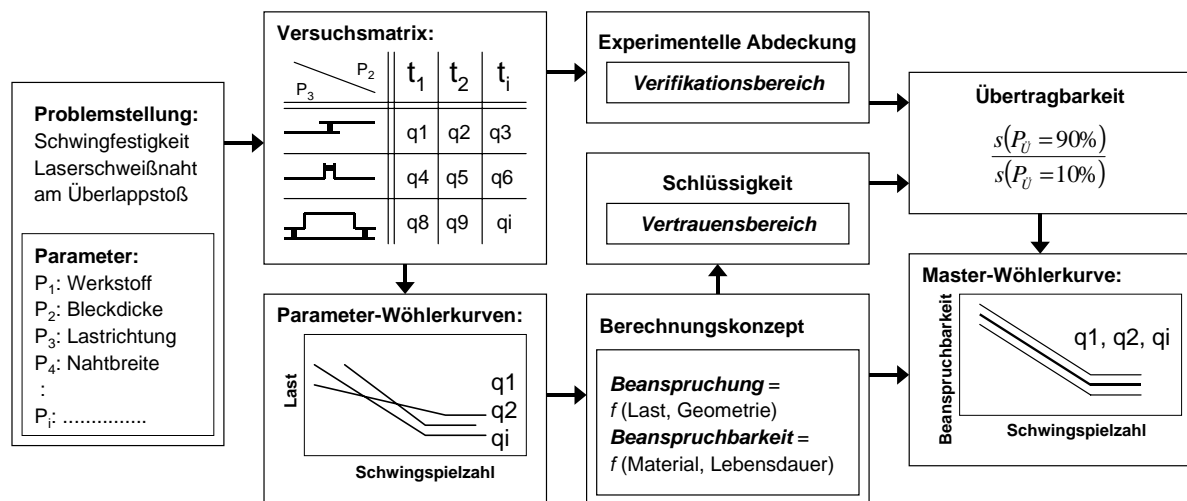 Problemstellung:
Schwingfestigkeit
Laserschweißnaht
am Überlappstoß
Parameter:
P1: Werkstoff
P2: Bleckdicke
P3: Lastrichtung
P4: Nahtbreite
:
Pi: ...............
Versuchsmatrix:
P2 t1 t2 ti
P3
q1 q2 q3
q4 q5 q6
q8 q9 qi
Parameter-Wöhlerkurven:
Last
q1
q2
qi
Schwingspielzahl
Experimentelle Abdeckung
Verifikationsbereich
Schlüssigkeit
Vertrauensbereich
Berechnungskonzept
Beanspruchung =
f (Last, Geometrie)
Beanspruchbarkeit =
f (Material, Lebensdauer)
Übertragbarkeit
s(PÜ = 90%)
s(PÜ = 10%)
Master-Wöhlerkurve:
Beanspruchbarkeit
q1, q2, qi
Schwingspielzahl